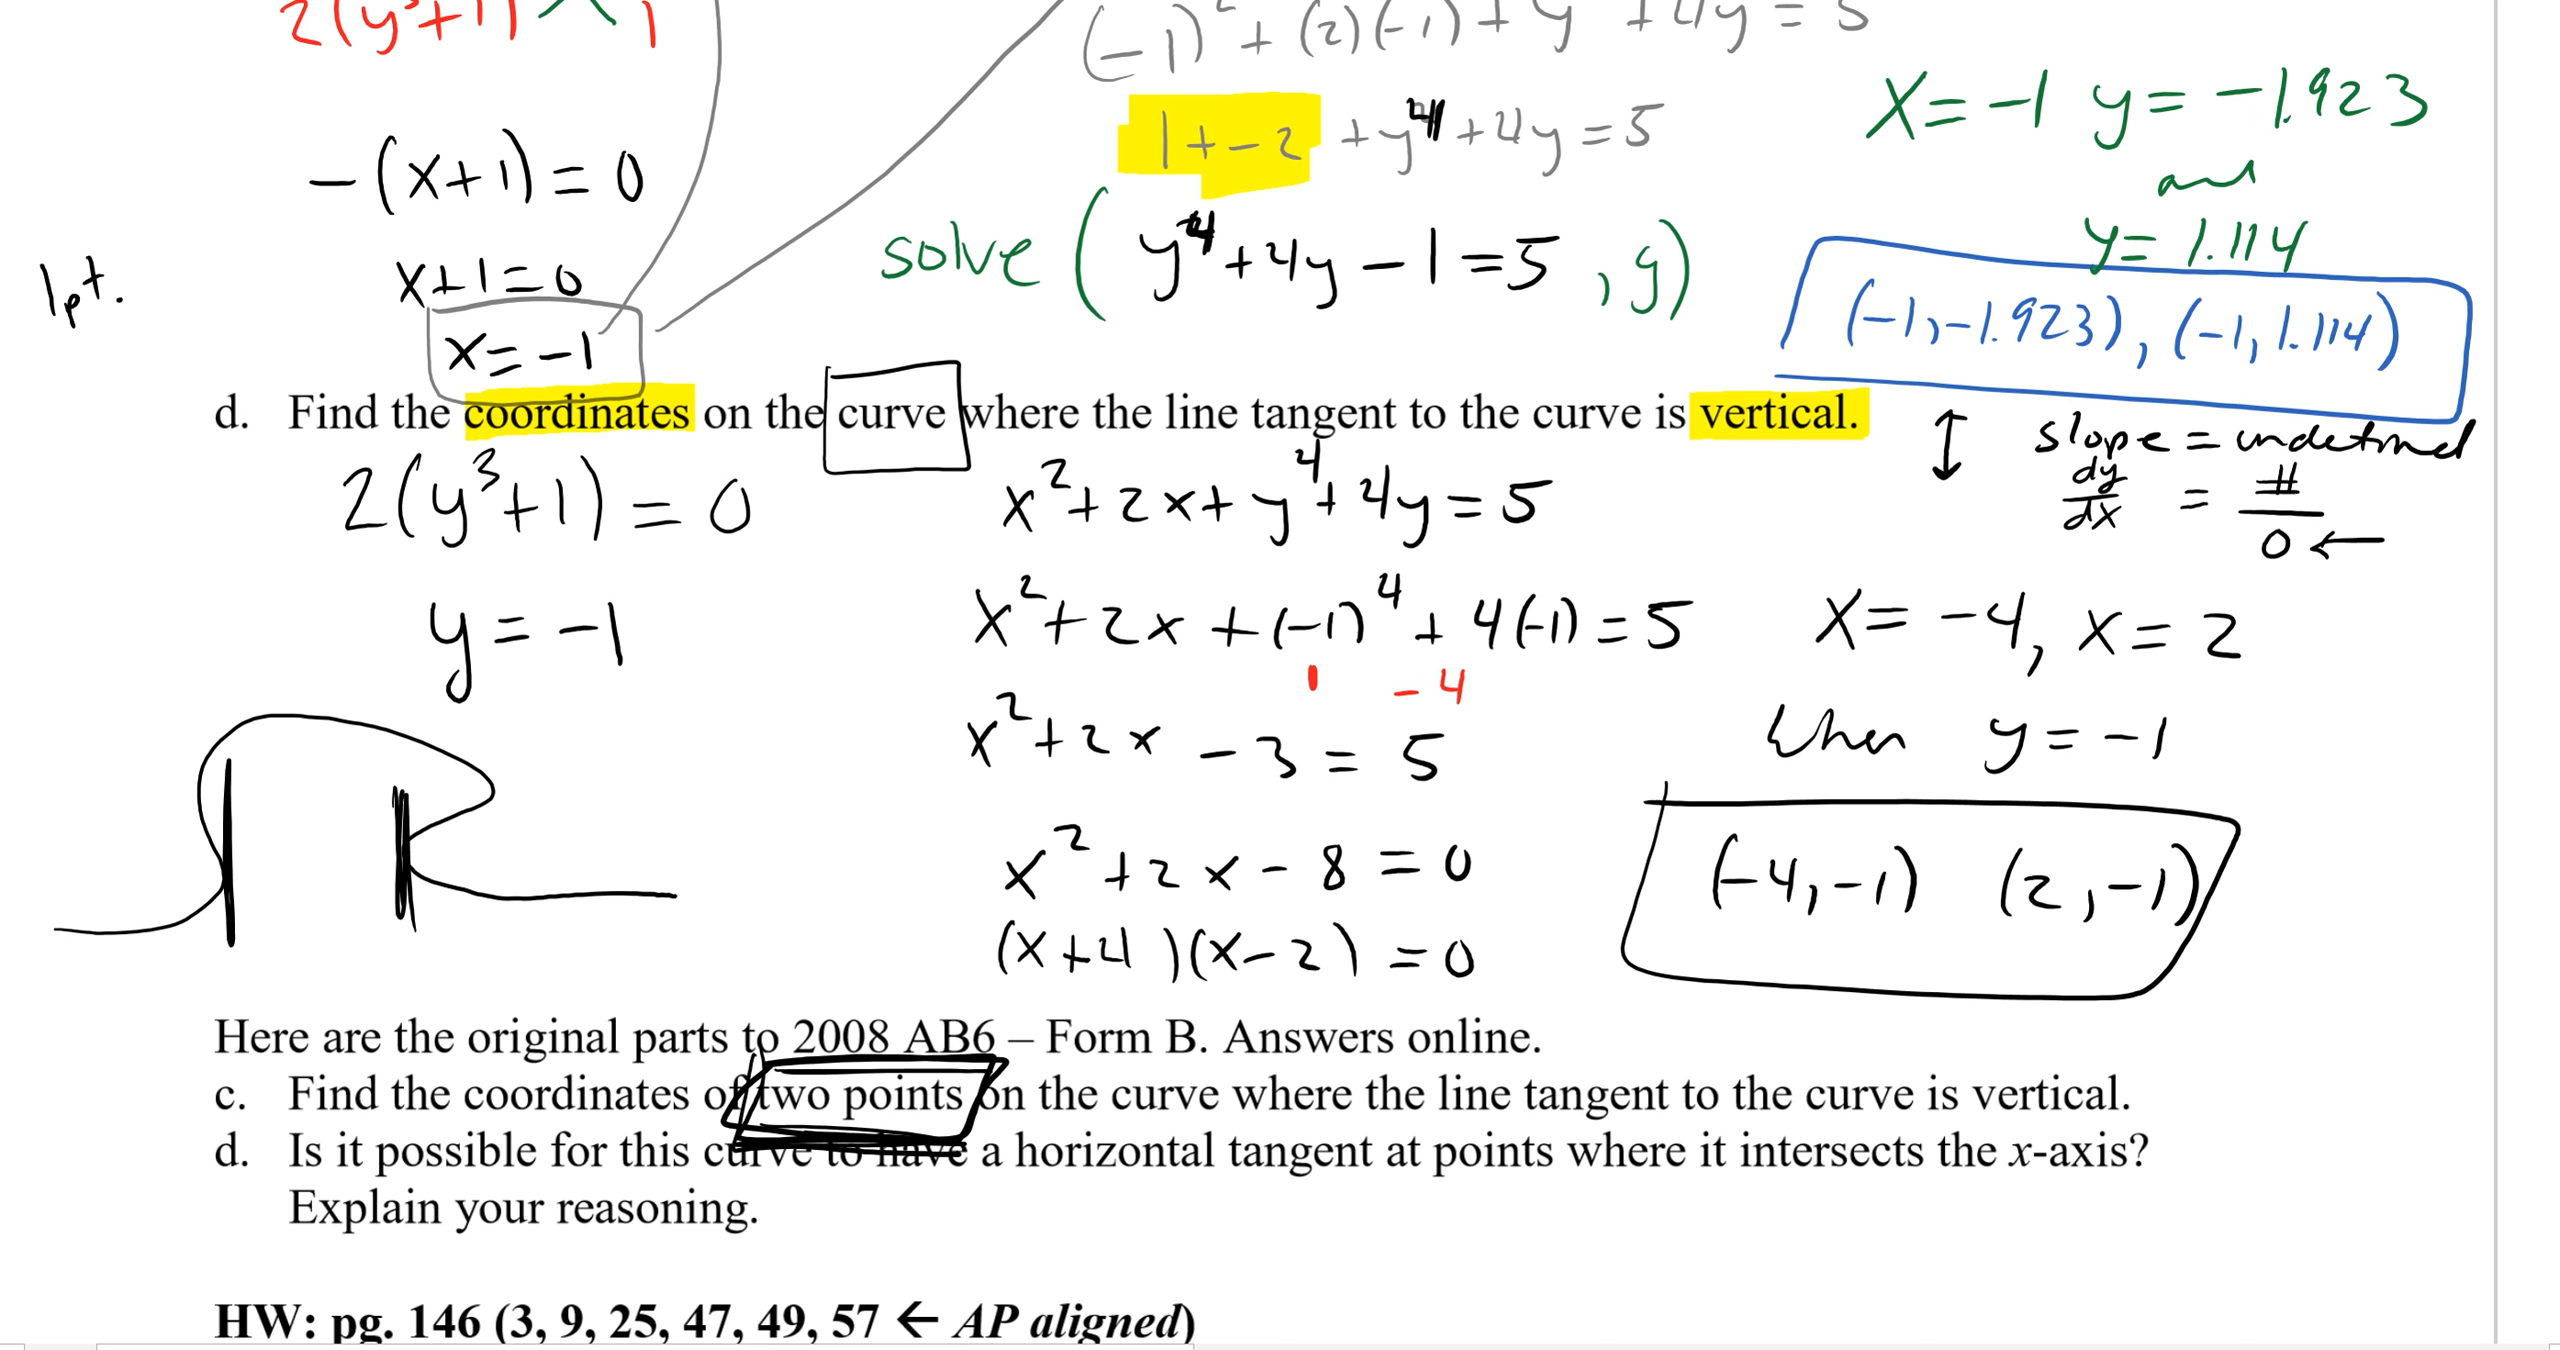 2(y³+1) 1
(-1)² + (2)(-1) + y⁴ + 4y = 5
1 + -2 + y⁴ + 4y = 5
x = -1 y = -1.923
and
y = 1.114
-(x+1) = 0
solve ( y⁴ + 4y - 1 = 5 , y)
1pt.
x+1=0
(-1,-1.923), (-1, 1.114)
x = -1
d. Find the coordinates on the curve where the line tangent to the curve is vertical.
slope = undefined
dy/dx = #/0 ←
2(y³+1) = 0
x² + 2x + y⁴ + 4y = 5
y = -1
x² + 2x + (-1)⁴ + 4(-1) = 5
1 -4
x² + 2x - 3 = 5
x² + 2x - 8 = 0
(x+4)(x-2) = 0
x = -4, x = 2
when y = -1
(-4,-1) (2,-1)
Here are the original parts to 2008 AB6 – Form B. Answers online.
c. Find the coordinates of two points on the curve where the line tangent to the curve is vertical.
d. Is it possible for this curve to have a horizontal tangent at points where it intersects the x-axis?
Explain your reasoning.
HW: pg. 146 (3, 9, 25, 47, 49, 57 ← AP aligned)